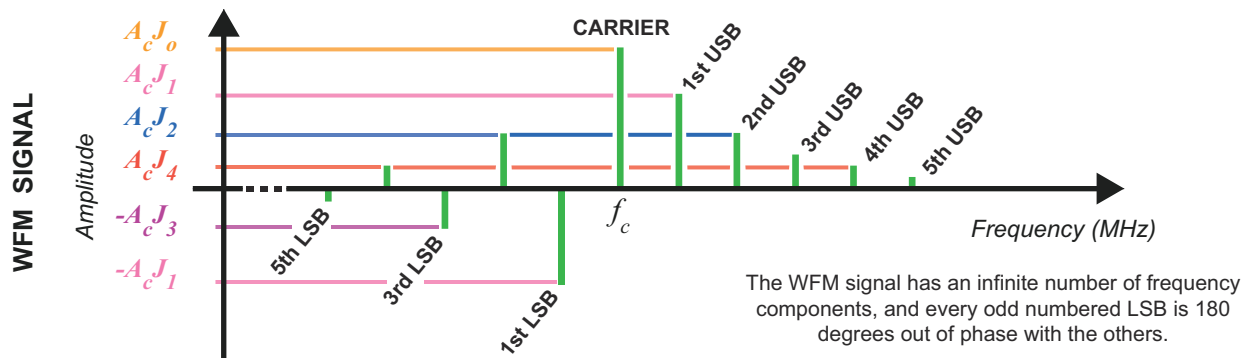 WFM SIGNAL
Amplitude
AcJo
AcJ1
AcJ2
AcJ4
-AcJ3
-AcJ1
CARRIER
1st USB
2nd USB
3rd USB
4th USB
5th USB
5th LSB
3rd LSB
1st LSB
fc
Frequency (MHz)
The WFM signal has an infinite number of frequency
components, and every odd numbered LSB is 180
degrees out of phase with the others.